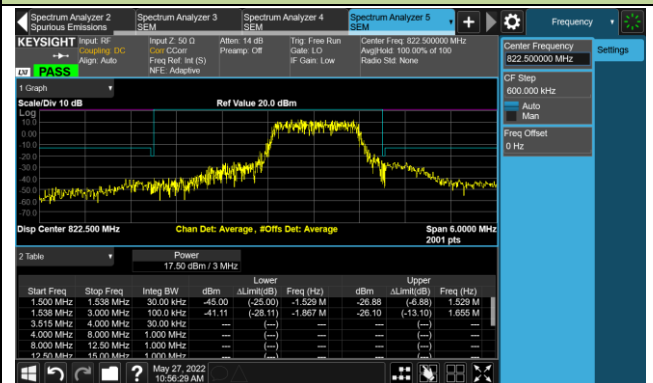 Spectrum Analyzer 2 Spectrum Analyzer 3 Spectrum Analyzer 4 Spectrum Analyzer 5 Frequency
Spurious Emissions SEM SEM SEM
KEYSIGHT Input: RF Input Z: 50 Ω Atten: 14 dB Trig: Free Run Center Freq: 822.500000 MHz
Coupling: DC Corr CCorr Preamp: Off Gate: LO Avg|Hold: 100.00% of 100
Align: Auto Freq Ref: Int (S) IF Gain: Low Radio Std: None
NFE: Adaptive
LXI PASS
Center Frequency Settings
822.500000 MHz
CF Step
600.000 kHz
Auto
Man
Freq Offset
0 Hz
1 Graph
Scale/Div 10 dB Ref Value 20.0 dBm
Log
10.0
0.00
-10.0
-20.0
-30.0
-40.0
-50.0
-60.0
-70.0
Disp Center 822.500 MHz Chan Det: Average , #Offs Det: Average Span 6.0000 MHz
2001 pts
2 Table Power
17.50 dBm / 3 MHz
Lower Upper
Start Freq Stop Freq Integ BW dBm ΔLimit(dB) Freq (Hz) dBm ΔLimit(dB) Freq (Hz)
1.500 MHz 1.538 MHz 30.00 kHz -45.00 (-25.00) -1.529 M -26.88 (-6.88) 1.529 M
1.538 MHz 3.000 MHz 100.0 kHz -41.11 (-28.11) -1.867 M -26.10 (-13.10) 1.655 M
3.515 MHz 4.000 MHz 30.00 kHz --- (---) --- --- (---) ---
4.000 MHz 8.000 MHz 1.000 MHz --- (---) --- --- (---) ---
8.000 MHz 12.50 MHz 1.000 MHz --- (---) --- --- (---) ---
12.50 MHz 15.00 MHz 1.000 MHz --- (---) --- --- (---) ---
? May 27, 2022
10:56:29 AM